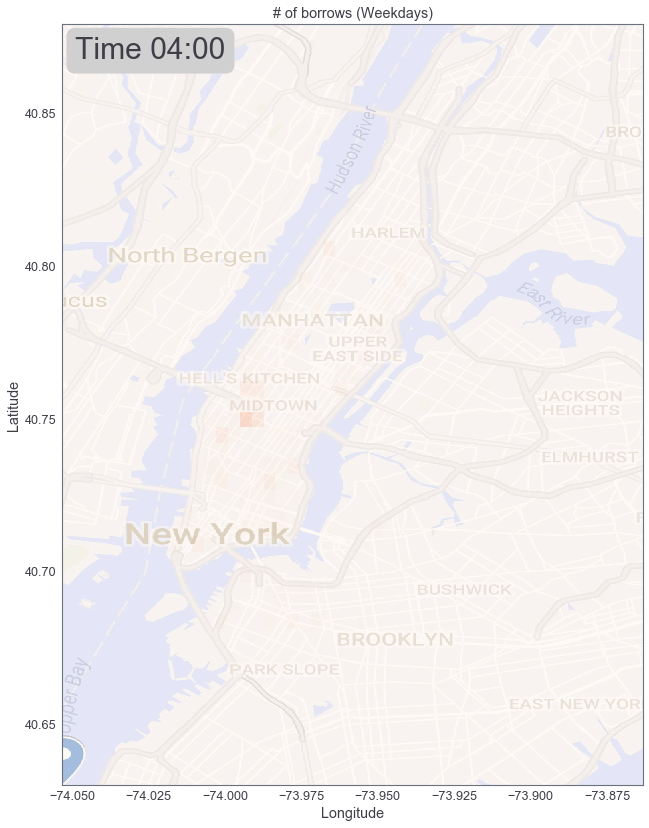 # of borrows (Weekdays)
Time 04:00
40.85
Hudson River
BRO
HARLEM
North Bergen
40.80
East River
UCUS
MANHATTAN
UPPER
EAST SIDE
HELL'S KITCHEN
MIDTOWN
JACKSON
HEIGHTS
40.75
ELMHURST
Latitude
New York
40.70
BUSHWICK
BROOKLYN
PARK SLOPE
pper Bay
EAST NEW YOR
40.65
−74.050 −74.025 −74.000 −73.975 −73.950 −73.925 −73.900 −73.875
Longitude